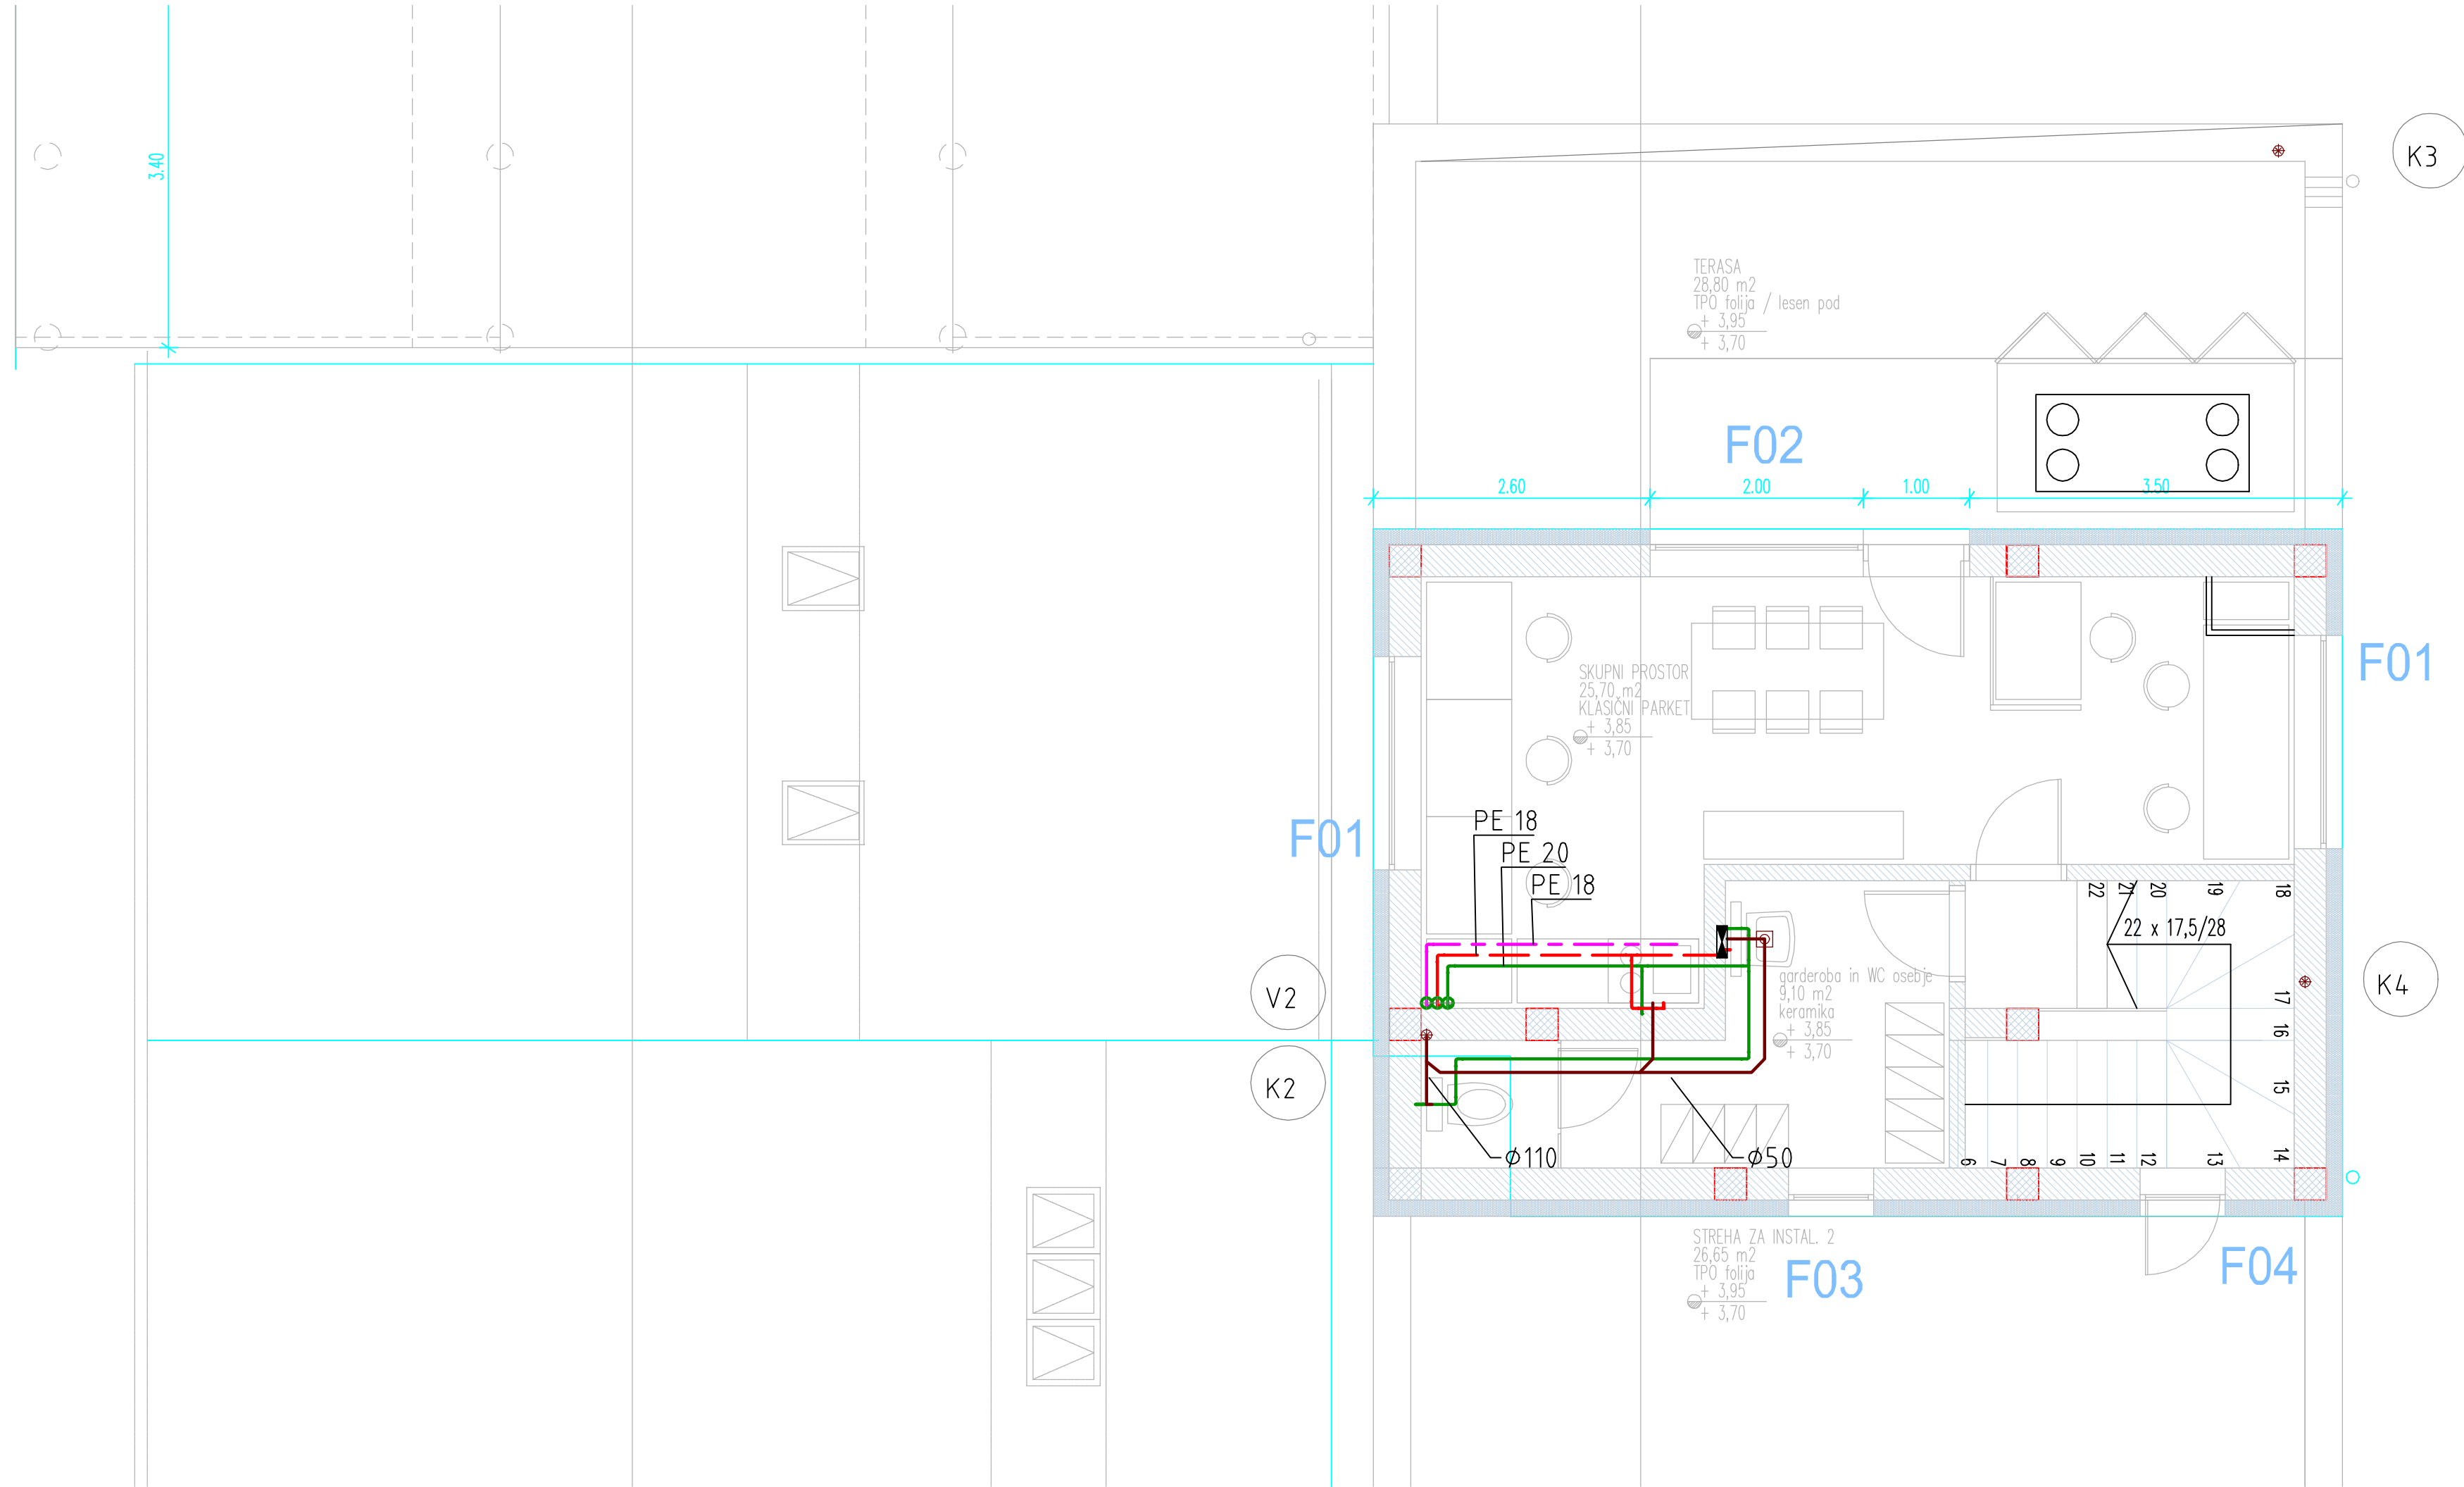 K3
3.40
TERASA
28,80 m2
TPO folija / lesen pod
+ 3,95
+ 3,70
F02
2.60
2.00
1.00
3.50
F01
SKUPNI PROSTOR
25,70 m2
KLASIČNI PARKET
+ 3,85
+ 3,70
F01
PE 18
PE 20
PE 18
22
21
20
19
18
22 x 17,5/28
V2
K4
garderoba in WC osebje
9,10 m2
keramika
+ 3,85
+ 3,70
17
16
15
14
K2
ϕ110
ϕ50
6
7
8
9
10
11
12
13
STREHA ZA INSTAL. 2
26,65 m2
TPO folija
+ 3,95
+ 3,70
F03
F04